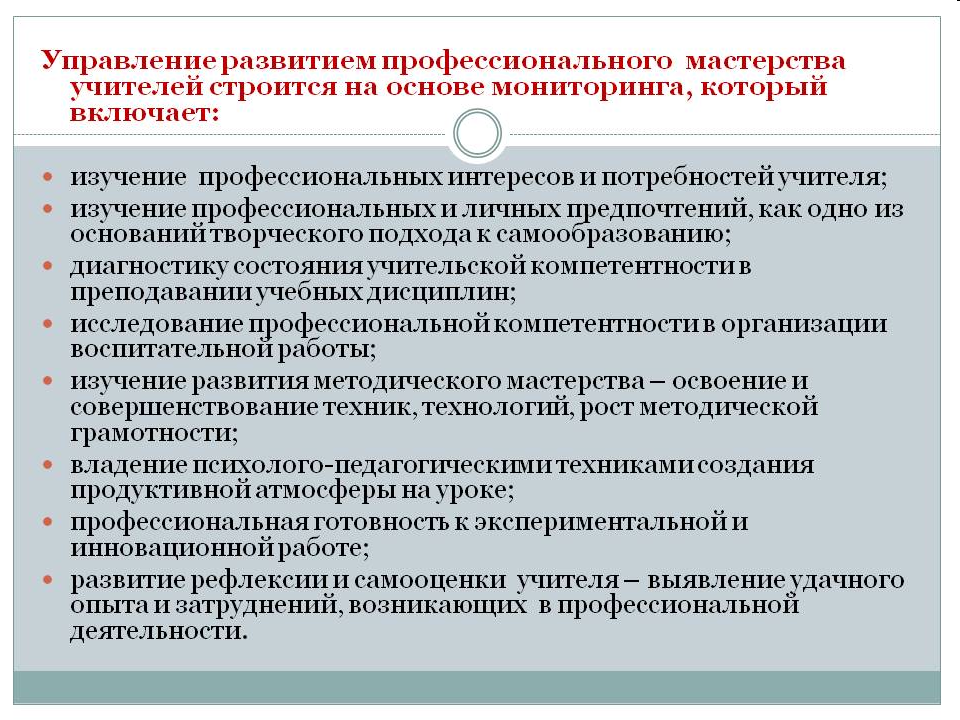 Управление развитием профессионального мастерства
учителей строится на основе мониторинга, который
включает:
• изучение профессиональных интересов и потребностей учителя;
• изучение профессиональных и личных предпочтений, как одно из
оснований творческого подхода к самообразованию;
• диагностику состояния учительской компетентности в
преподавании учебных дисциплин;
• исследование профессиональной компетентности в организации
воспитательной работы;
• изучение развития методического мастерства – освоение и
совершенствование техник, технологий, рост методической
грамотности;
• владение психолого-педагогическими техниками создания
продуктивной атмосферы на уроке;
• профессиональная готовность к экспериментальной и
инновационной работе;
• развитие рефлексии и самооценки учителя – выявление удачного
опыта и затруднений, возникающих в профессиональной
деятельности.